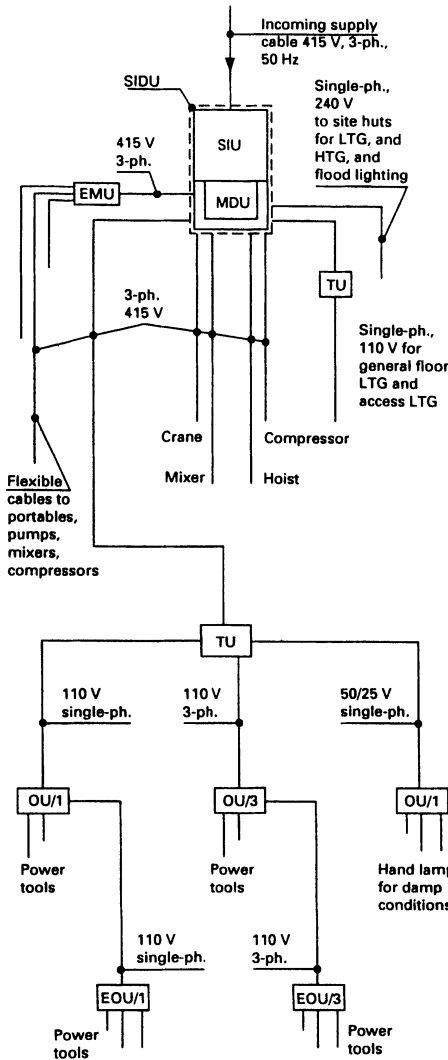 Incoming supply
cable 415 V, 3-ph.,
50 Hz
SIDU
Single-ph.,
240 V
to site huts
for LTG, and
HTG, and
flood lighting
SIU
415 V
3-ph.
EMU
MDU
TU
3-ph.
415 V
Single-ph.,
110 V for
general floor
LTG and
access LTG
Crane
Compressor
Mixer
Hoist
Flexible
cables to
portables,
pumps,
mixers,
compressors
TU
110 V
single-ph.
110 V
3-ph.
50/25 V
single-ph.
OU/1
OU/3
OU/1
Power
tools
Power
tools
Hand lamp
for damp
conditions
110 V
single-ph.
110 V
3-ph.
EOU/1
EOU/3
Power
tools
Power
tools